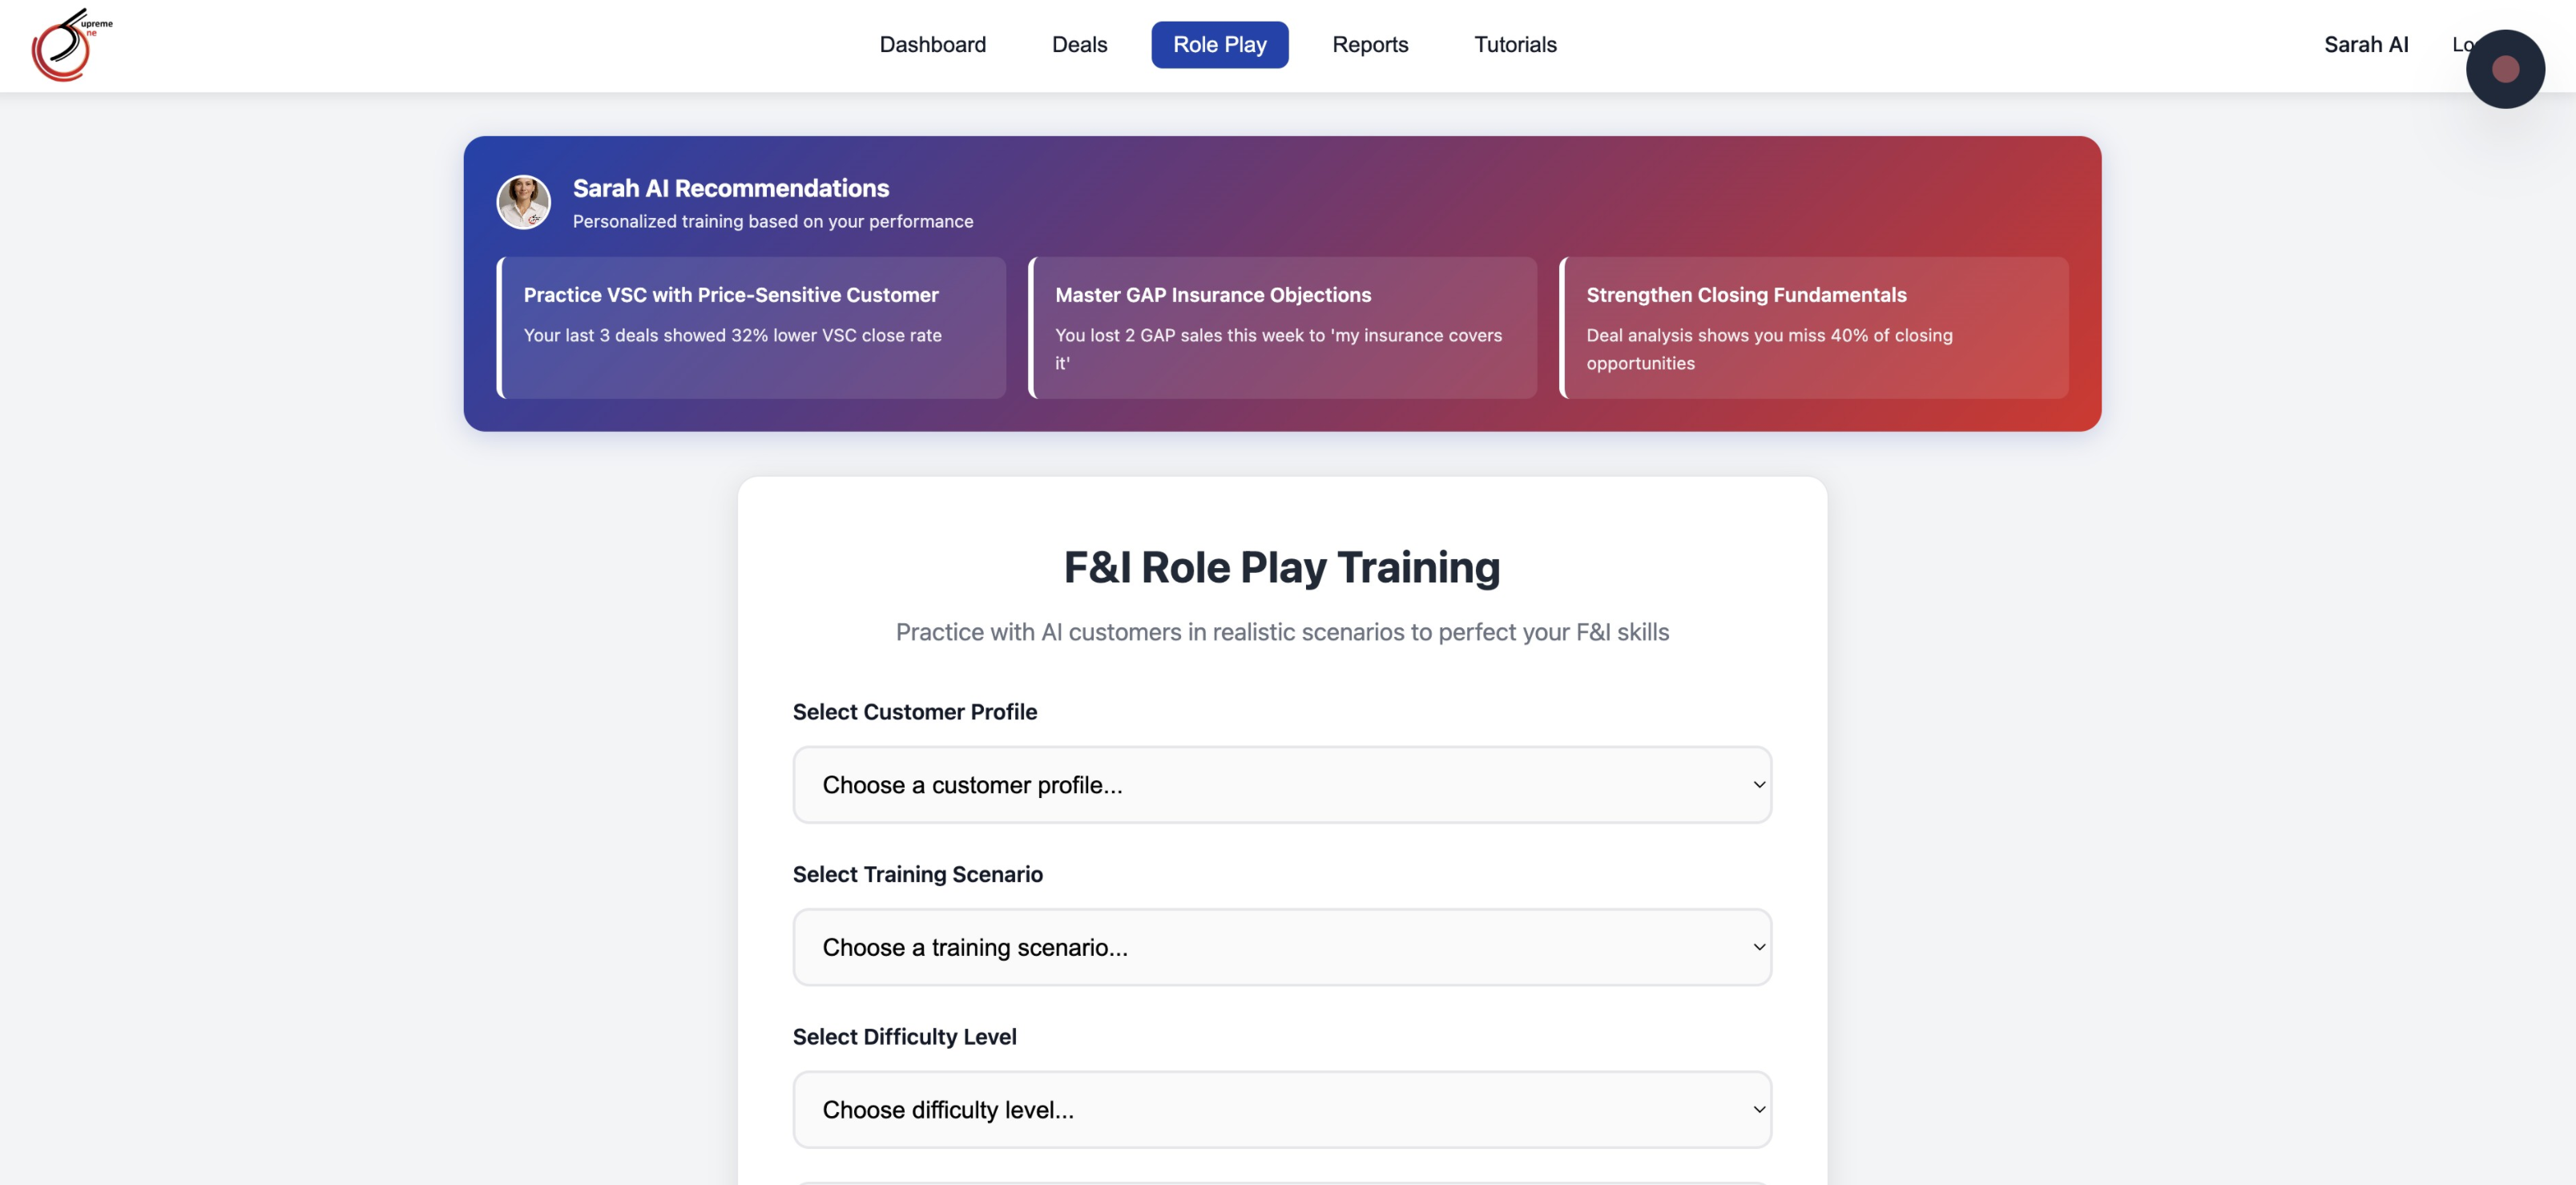 upreme
ne
Dashboard
Deals
Role Play
Reports
Tutorials
Sarah AI
Sarah AI Recommendations
Personalized training based on your performance
Practice VSC with Price-Sensitive Customer
Your last 3 deals showed 32% lower VSC close rate
Master GAP Insurance Objections
You lost 2 GAP sales this week to 'my insurance covers
it'
Strengthen Closing Fundamentals
Deal analysis shows you miss 40% of closing
opportunities
F&I Role Play Training
Practice with AI customers in realistic scenarios to perfect your F&I skills
Select Customer Profile
Choose a customer profile...
Select Training Scenario
Choose a training scenario...
Select Difficulty Level
Choose difficulty level...